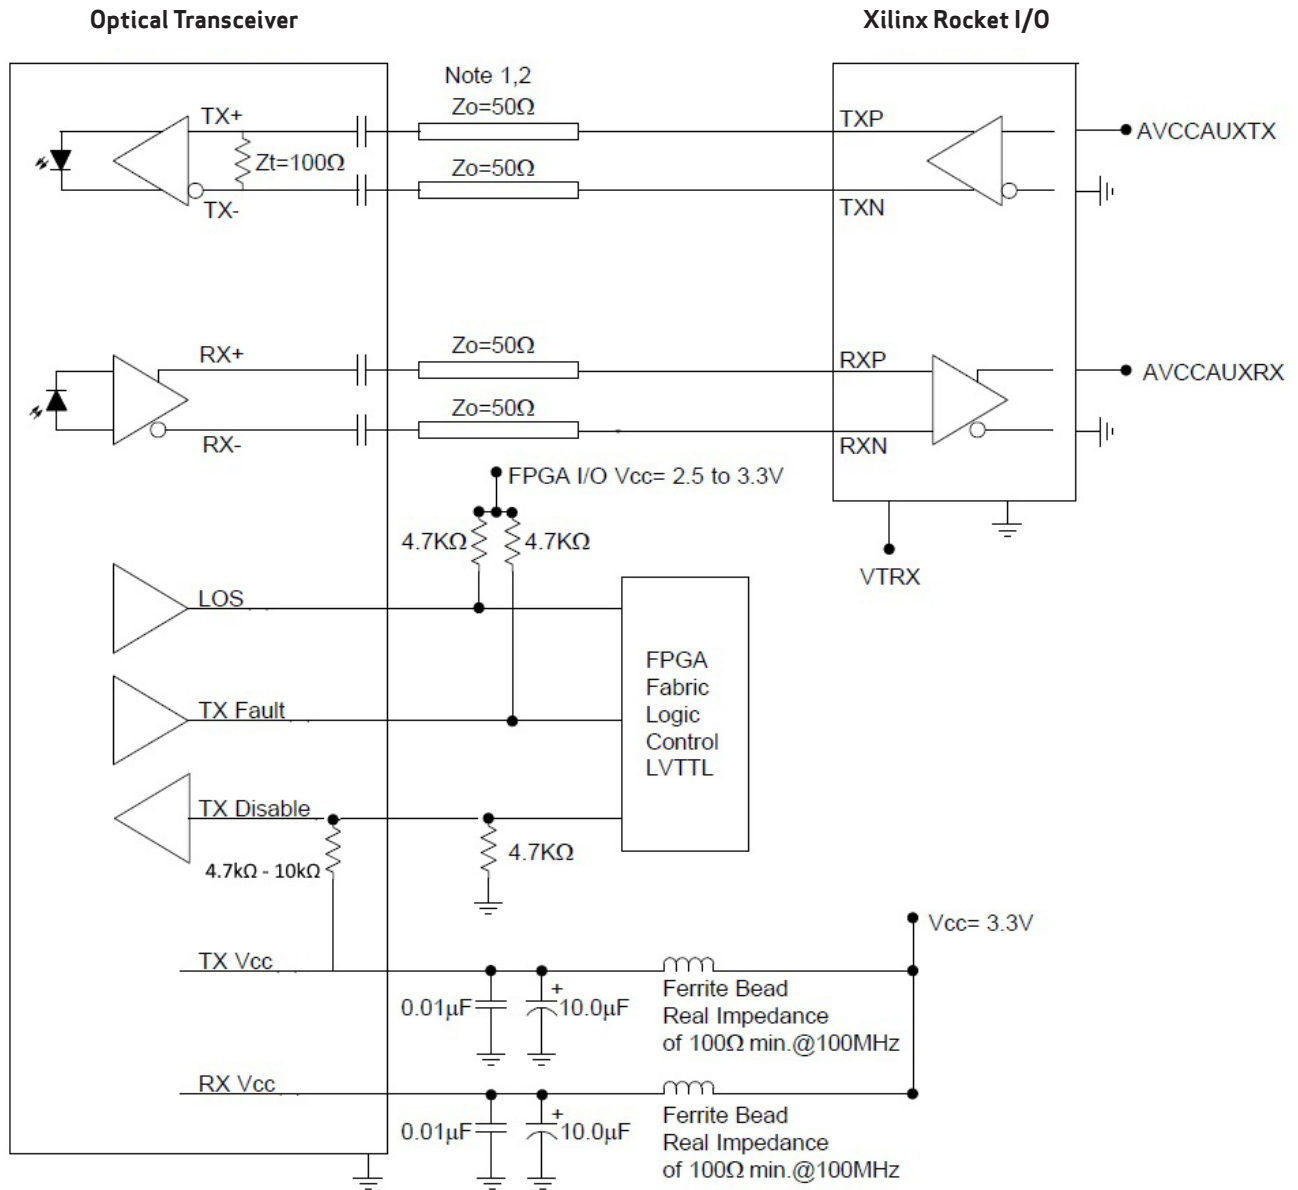 Optical Transceiver
Xilinx Rocket I/O
Note 1,2
Zo=50Ω
TX+
TXP
AVCCAUXTX
Zt=100Ω
Zo=50Ω
TX-
TXN
Zo=50Ω
RX+
RXP
AVCCAUXRX
Zo=50Ω
RX-
RXN
FPGA I/O Vcc= 2.5 to 3.3V
4.7KΩ
4.7KΩ
VTRX
LOS
FPGA
Fabric
Logic
Control
LVTTL
TX Fault
TX Disable
4.7kΩ - 10kΩ
4.7KΩ
Vcc= 3.3V
TX Vcc
+
0.01μF
10.0μF
Ferrite Bead
Real Impedance
of 100Ω min.@100MHz
RX Vcc
+
0.01μF
10.0μF
Ferrite Bead
Real Impedance
of 100Ω min.@100MHz